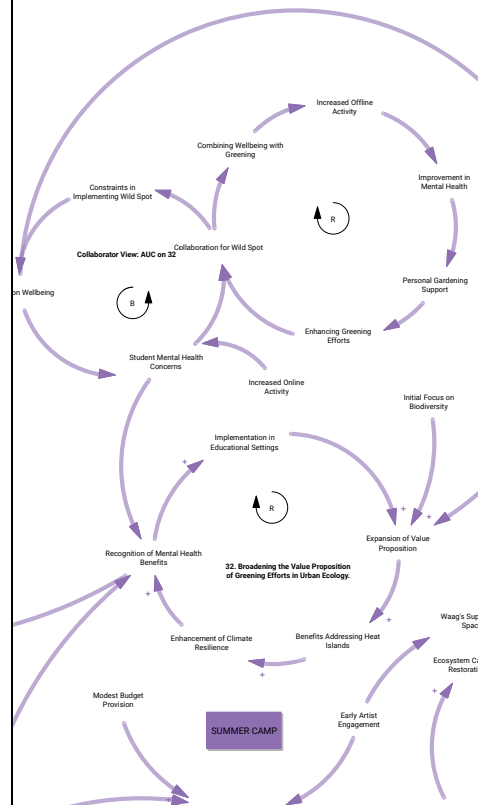 Increased Offline
Activity
Combining Wellbeing with
Greening
Improvement in
Mental Health
Constraints in
Implementing Wild Spot
R
Collaboration for Wild Spot
Collaborator View: AUC on 32
on Wellbeing
B
Personal Gardening
Support
Enhancing Greening
Efforts
Student Mental Health
Concerns
Increased Online
Activity
Initial Focus on
Biodiversity
Implementation in
Educational Settings
+
R
+
+
Expansion of Value
Proposition
Recognition of Mental Health
Benefits
32. Broadening the Value Proposition
of Greening Efforts in Urban Ecology.
+
+
Waag's
Enhancement of Climate
Resilience
Benefits Addressing Heat
Islands
Ecosystem
+
+
Modest Budget
Provision
Early Artist
Engagement
SUMMER CAMP
+